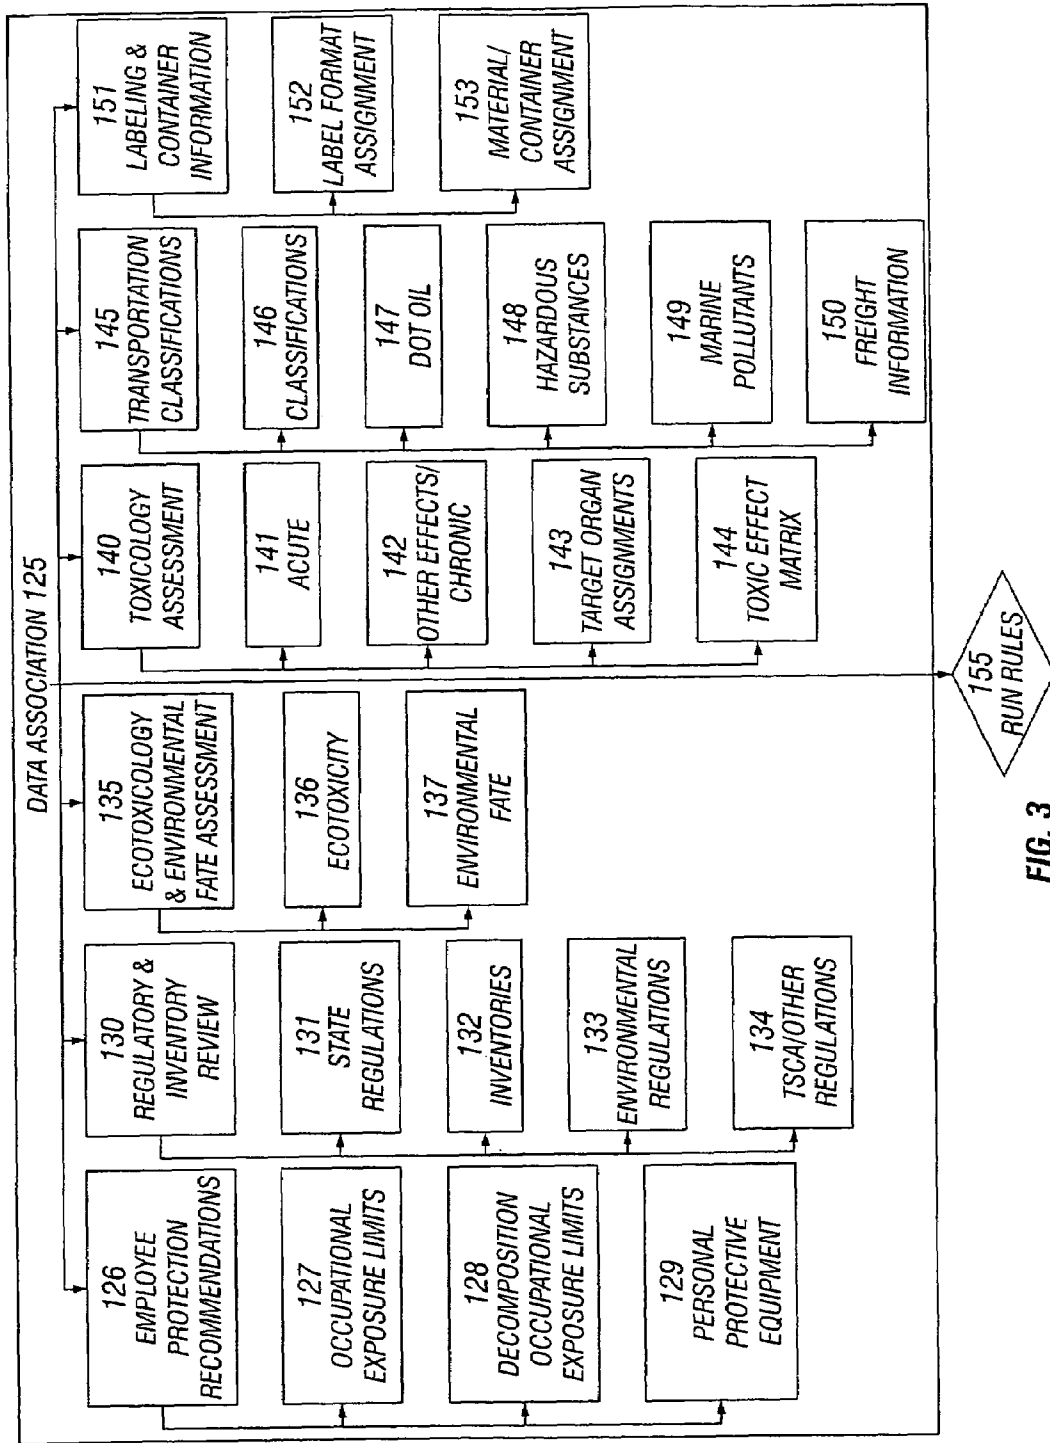 DATA ASSOCIATION 125
126
EMPLOYEE
PROTECTION
RECOMMENDATIONS
127
OCCUPATIONAL
EXPOSURE LIMITS
128
DECOMPOSITION
OCCUPATIONAL
EXPOSURE LIMITS
129
PERSONAL
PROTECTIVE
EQUIPMENT
130
REGULATORY &
INVENTORY
REVIEW
131
STATE
REGULATIONS
132
INVENTORIES
133
ENVIRONMENTAL
REGULATIONS
134
TSCA/OTHER
REGULATIONS
135
ECOTOXICOLOGY
& ENVIRONMENTAL
FATE ASSESSMENT
136
ECOTOXICITY
137
ENVIRONMENTAL
FATE
140
TOXICOLOGY
ASSESSMENT
141
ACUTE
142
OTHER EFFECTS/
CHRONIC
143
TARGET ORGAN
ASSIGNMENTS
144
TOXIC EFFECT
MATRIX
145
TRANSPORTATION
CLASSIFICATIONS
146
CLASSIFICATIONS
147
DOT OIL
148
HAZARDOUS
SUBSTANCES
149
MARINE
POLLUTANTS
150
FREIGHT
INFORMATION
151
LABELING &
CONTAINER
INFORMATION
152
LABEL FORMAT
ASSIGNMENT
153
MATERIAL/
CONTAINER
ASSIGNMENT
155
RUN RULES
FIG. 3